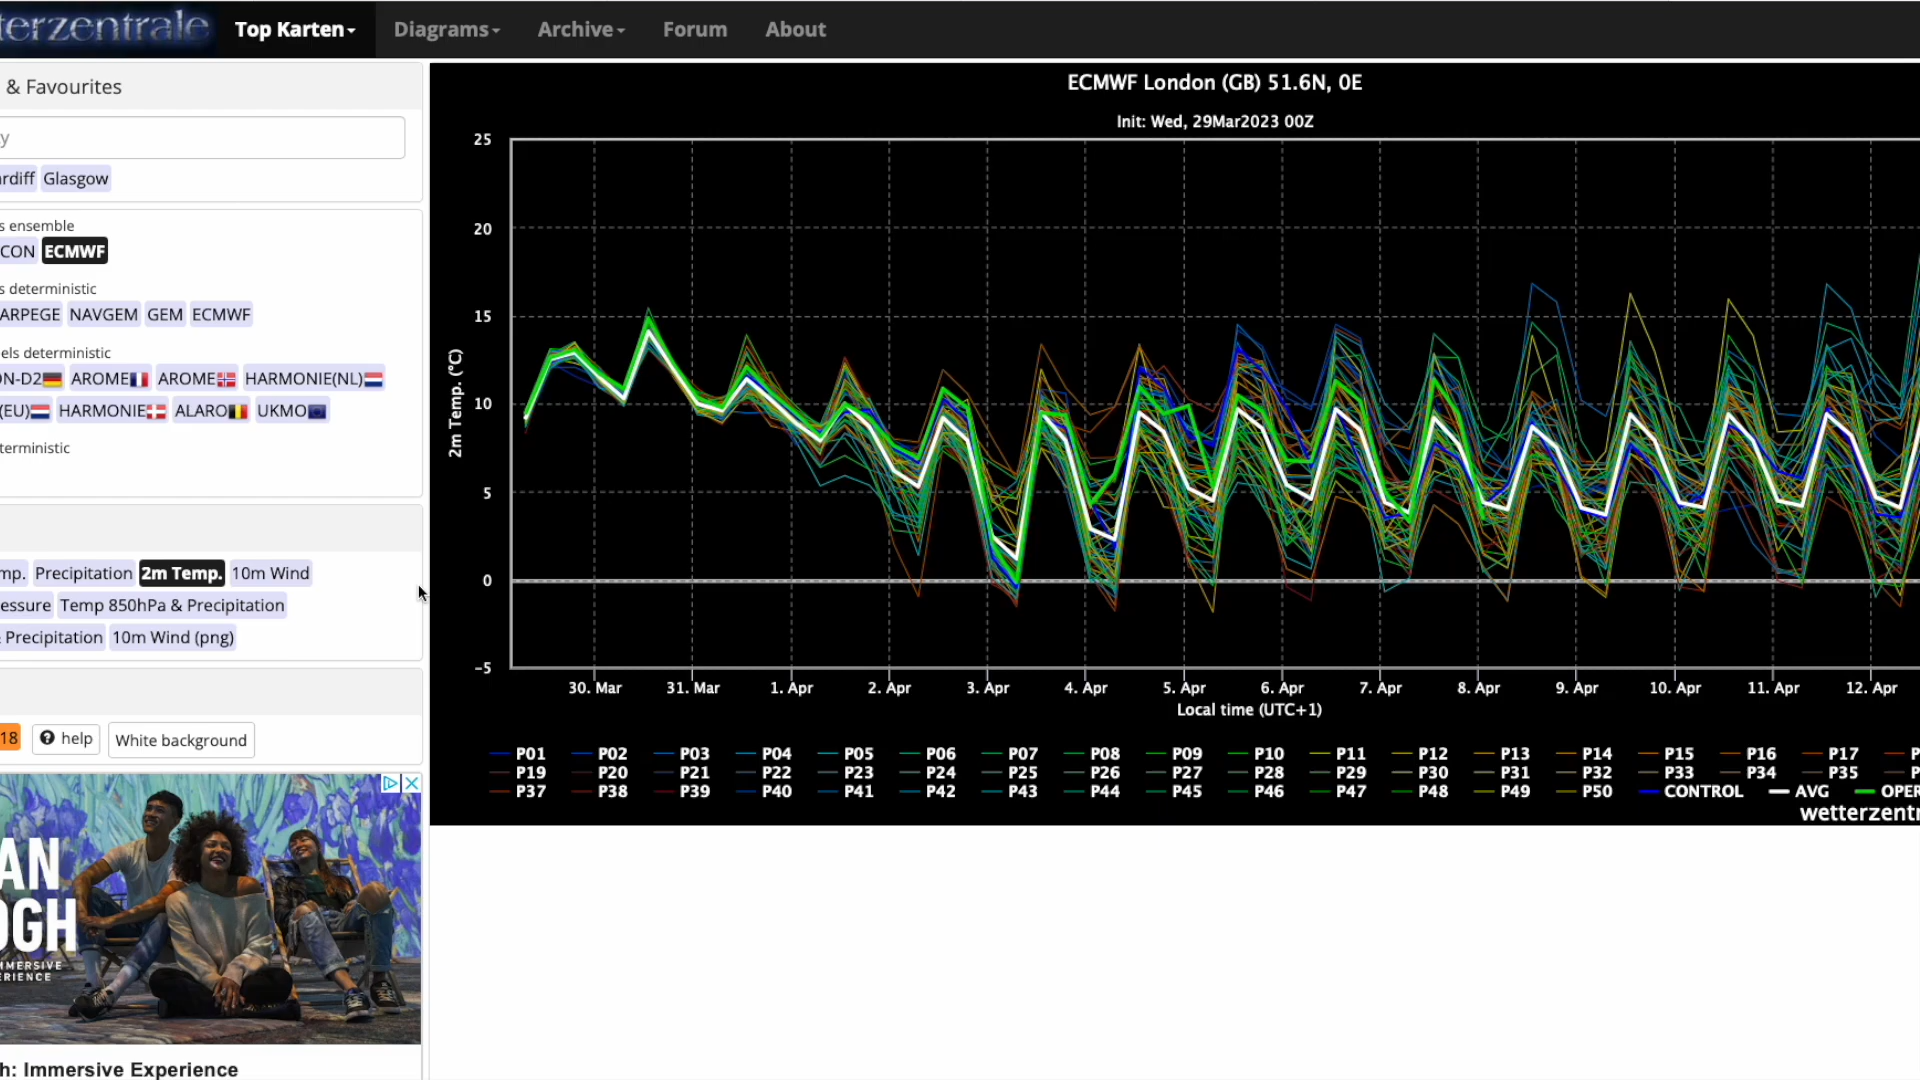 terzentrale
Top Karten
Diagrams
Archive
Forum
About
& Favourites
y
rdiff Glasgow
s ensemble
CON ECMWF
s deterministic
ARPEGE NAVGEM GEM ECMWF
els deterministic
N-D2 AROME AROME HARMONIE(NL)
(EU) HARMONIE ALARO UKMO
terministic
mp. Precipitation 2m Temp. 10m Wind
essure Temp 850hPa & Precipitation
Precipitation 10m Wind (png)
18 help White background
AN
OGH
MMERSIVE
ERIENCE
h: Immersive Experience
ECMWF London (GB) 51.6N, 0E
Init: Wed, 29Mar2023 00Z
25
20
15
10
5
0
-5
2m Temp. (°C)
30. Mar 31. Mar 1. Apr 2. Apr 3. Apr 4. Apr 5. Apr 6. Apr 7. Apr 8. Apr 9. Apr 10. Apr 11. Apr 12. Apr
Local time (UTC+1)
P01 P02 P03 P04 P05 P06 P07 P08 P09 P10 P11 P12 P13 P14 P15 P16 P17 P
P19 P20 P21 P22 P23 P24 P25 P26 P27 P28 P29 P30 P31 P32 P33 P34 P35 P
P37 P38 P39 P40 P41 P42 P43 P44 P45 P46 P47 P48 P49 P50 CONTROL AVG OPER
wetterzentr